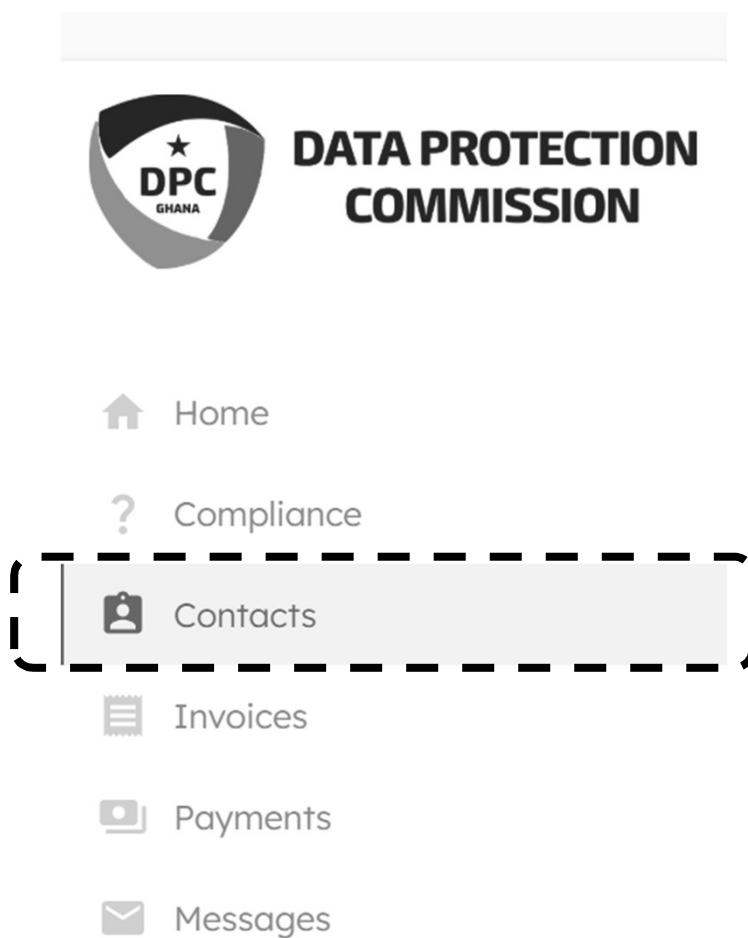 DPC
GHANA
DATA PROTECTION
COMMISSION
Home
Compliance
Contacts
Invoices
Payments
Messages